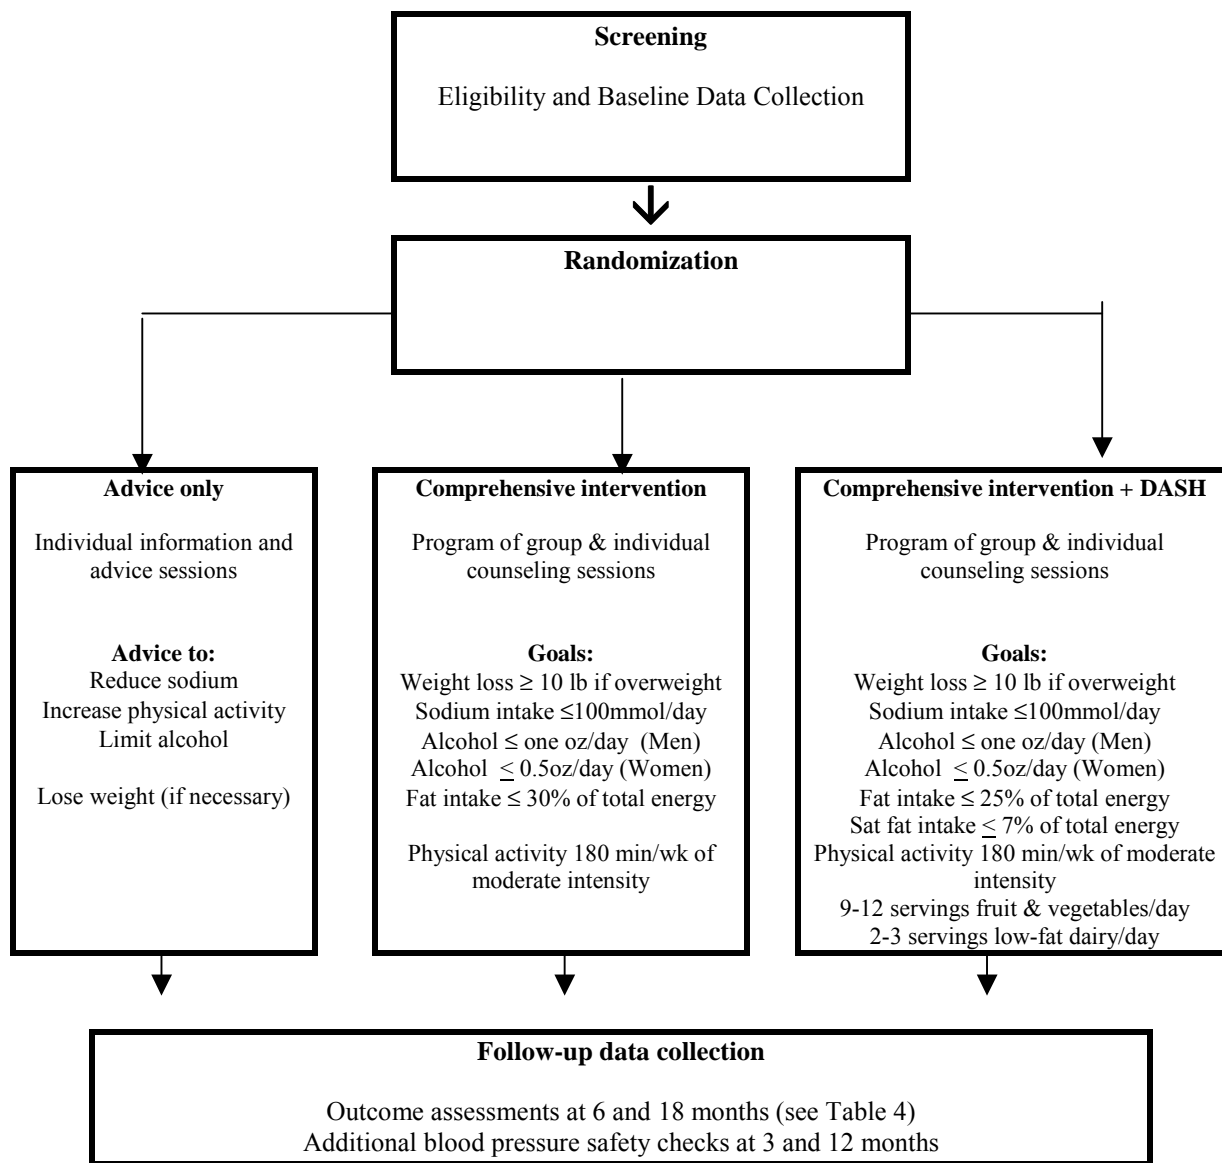 Screening
Eligibility and Baseline Data Collection
Randomization
Advice only
Individual information and
advice sessions
Advice to:
Reduce sodium
Increase physical activity
Limit alcohol
Lose weight (if necessary)
Comprehensive intervention
Program of group & individual
counseling sessions
Goals:
Weight loss ≥ 10 lb if overweight
Sodium intake ≤100mmol/day
Alcohol ≤ one oz/day (Men)
Alcohol ≤ 0.5oz/day (Women)
Fat intake ≤ 30% of total energy
Physical activity 180 min/wk of
moderate intensity
Comprehensive intervention + DASH
Program of group & individual
counseling sessions
Goals:
Weight loss ≥ 10 lb if overweight
Sodium intake ≤100mmol/day
Alcohol ≤ one oz/day (Men)
Alcohol ≤ 0.5oz/day (Women)
Fat intake ≤ 25% of total energy
Sat fat intake ≤ 7% of total energy
Physical activity 180 min/wk of moderate
intensity
9-12 servings fruit & vegetables/day
2-3 servings low-fat dairy/day
Follow-up data collection
Outcome assessments at 6 and 18 months (see Table 4)
Additional blood pressure safety checks at 3 and 12 months